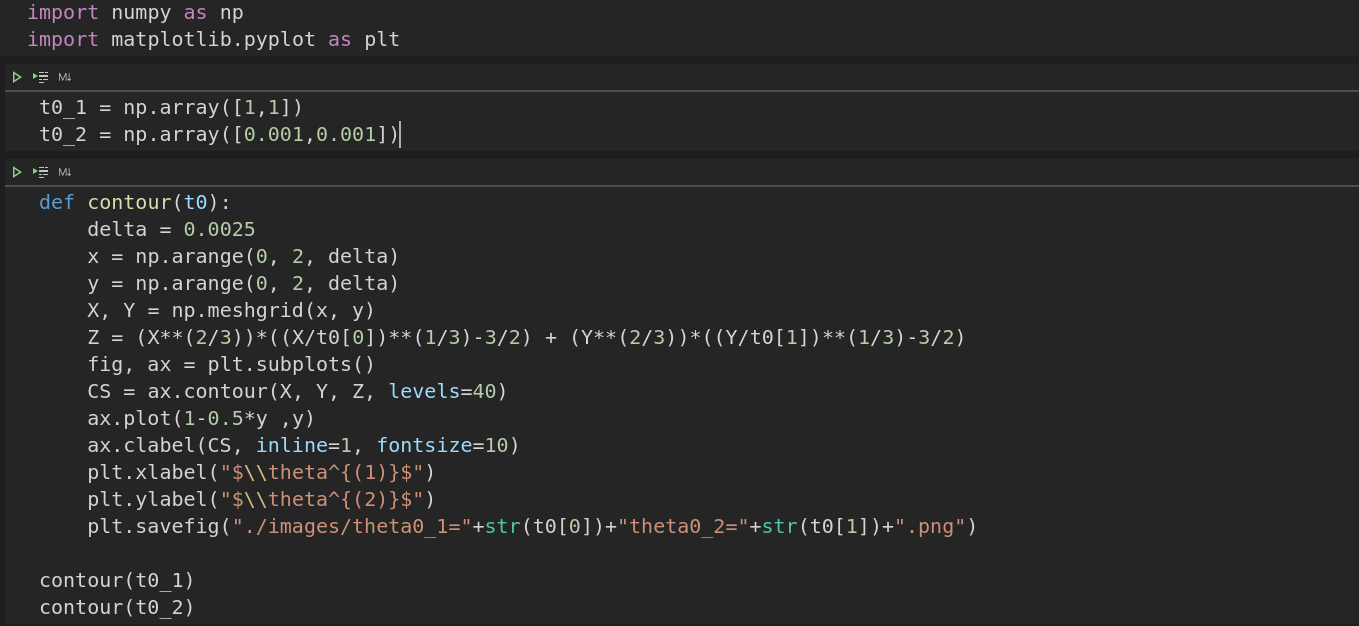 import numpy as np
import matplotlib.pyplot as plt
M↓
t0_1 = np.array([1,1])
t0_2 = np.array([0.001,0.001])
M↓
def contour(t0):
    delta = 0.0025
    x = np.arange(0, 2, delta)
    y = np.arange(0, 2, delta)
    X, Y = np.meshgrid(x, y)
    Z = (X**(2/3))*((X/t0[0])**(1/3)-3/2) + (Y**(2/3))*((Y/t0[1])**(1/3)-3/2)
    fig, ax = plt.subplots()
    CS = ax.contour(X, Y, Z, levels=40)
    ax.plot(1-0.5*y ,y)
    ax.clabel(CS, inline=1, fontsize=10)
    plt.xlabel("$\\theta^{(1)}$")
    plt.ylabel("$\\theta^{(2)}$")
    plt.savefig("./images/theta0_1="+str(t0[0])+"theta0_2="+str(t0[1])+".png")
contour(t0_1)
contour(t0_2)